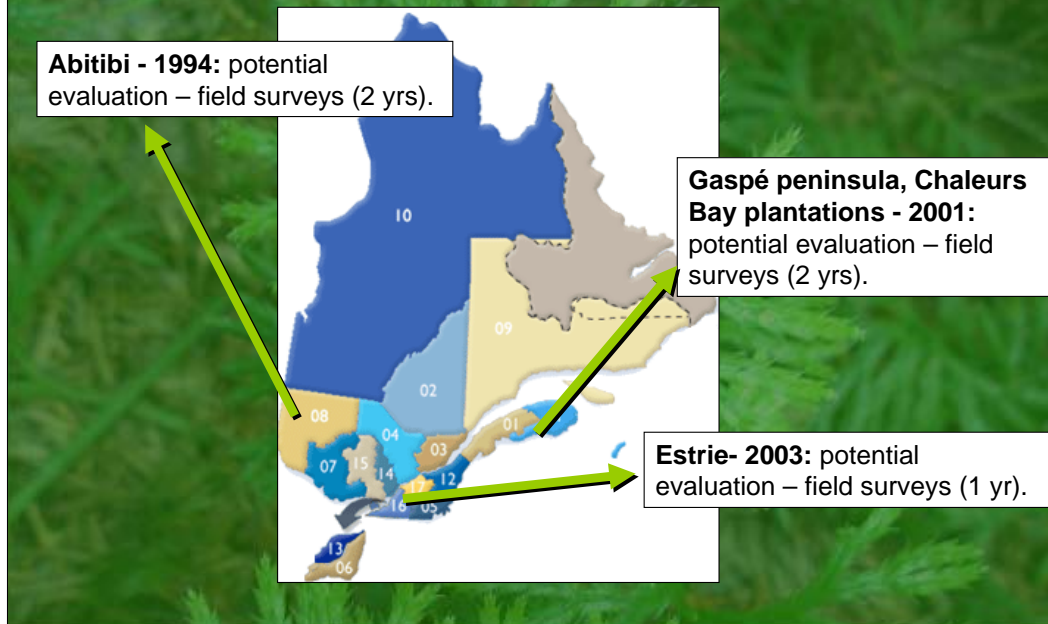 Abitibi - 1994: potential
evaluation – field surveys (2 yrs).
Gaspé peninsula, Chaleurs
Bay plantations - 2001:
potential evaluation – field
surveys (2 yrs).
10
09
02
08
04
01
03
07
15
14
12
17
16
05
Estrie- 2003: potential
evaluation – field surveys (1 yr).
13
06